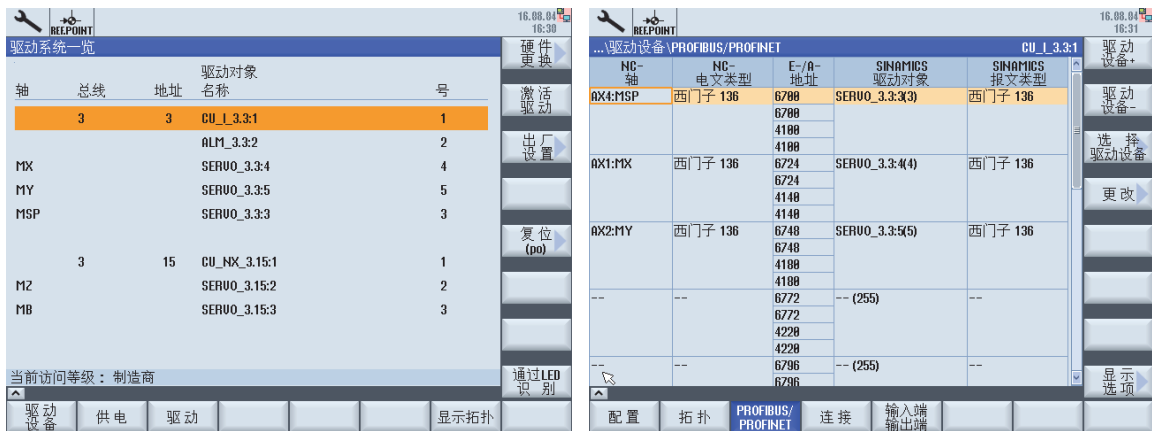 REF.POINT
16.08.04
16:30
驱动系统一览
驱动对象
轴 总线 地址 名称 号
3 3 CU_I_3.3:1 1
ALM_3.3:2 2
MX SERVO_3.3:4 4
MY SERVO_3.3:5 5
MSP SERVO_3.3:3 3
3 15 CU_NX_3.15:1 1
MZ SERVO_3.15:2 2
MB SERVO_3.15:3 3
当前访问等级: 制造商
硬件
更换
激活
驱动
出厂
设置
复位
(po)
通过LED
识 别
驱动
设备
供电
驱动
显示拓扑
REF.POINT
16.08.04
16:31
...\驱动设备\PROFIBUS/PROFINET CU_I_3.3:1
NC- NC- E-/A- SINAMICS SINAMICS
轴 电文类型 地址 驱动对象 报文类型
AX4:MSP 西门子 136 6700 SERVO_3.3:3(3) 西门子 136
6700
4100
4100
AX1:MX 西门子 136 6724 SERVO_3.3:4(4) 西门子 136
6724
4140
4140
AX2:MY 西门子 136 6748 SERVO_3.3:5(5) 西门子 136
6748
4180
4180
-- -- 6772 -- (255) --
6772
4220
4220
-- -- 6796 -- (255) --
6796
驱动
设备+
驱动
设备-
选 择
驱动设备
更改
显示
选项
配置
拓扑
PROFIBUS/
PROFINET
连接
输入端
输出端